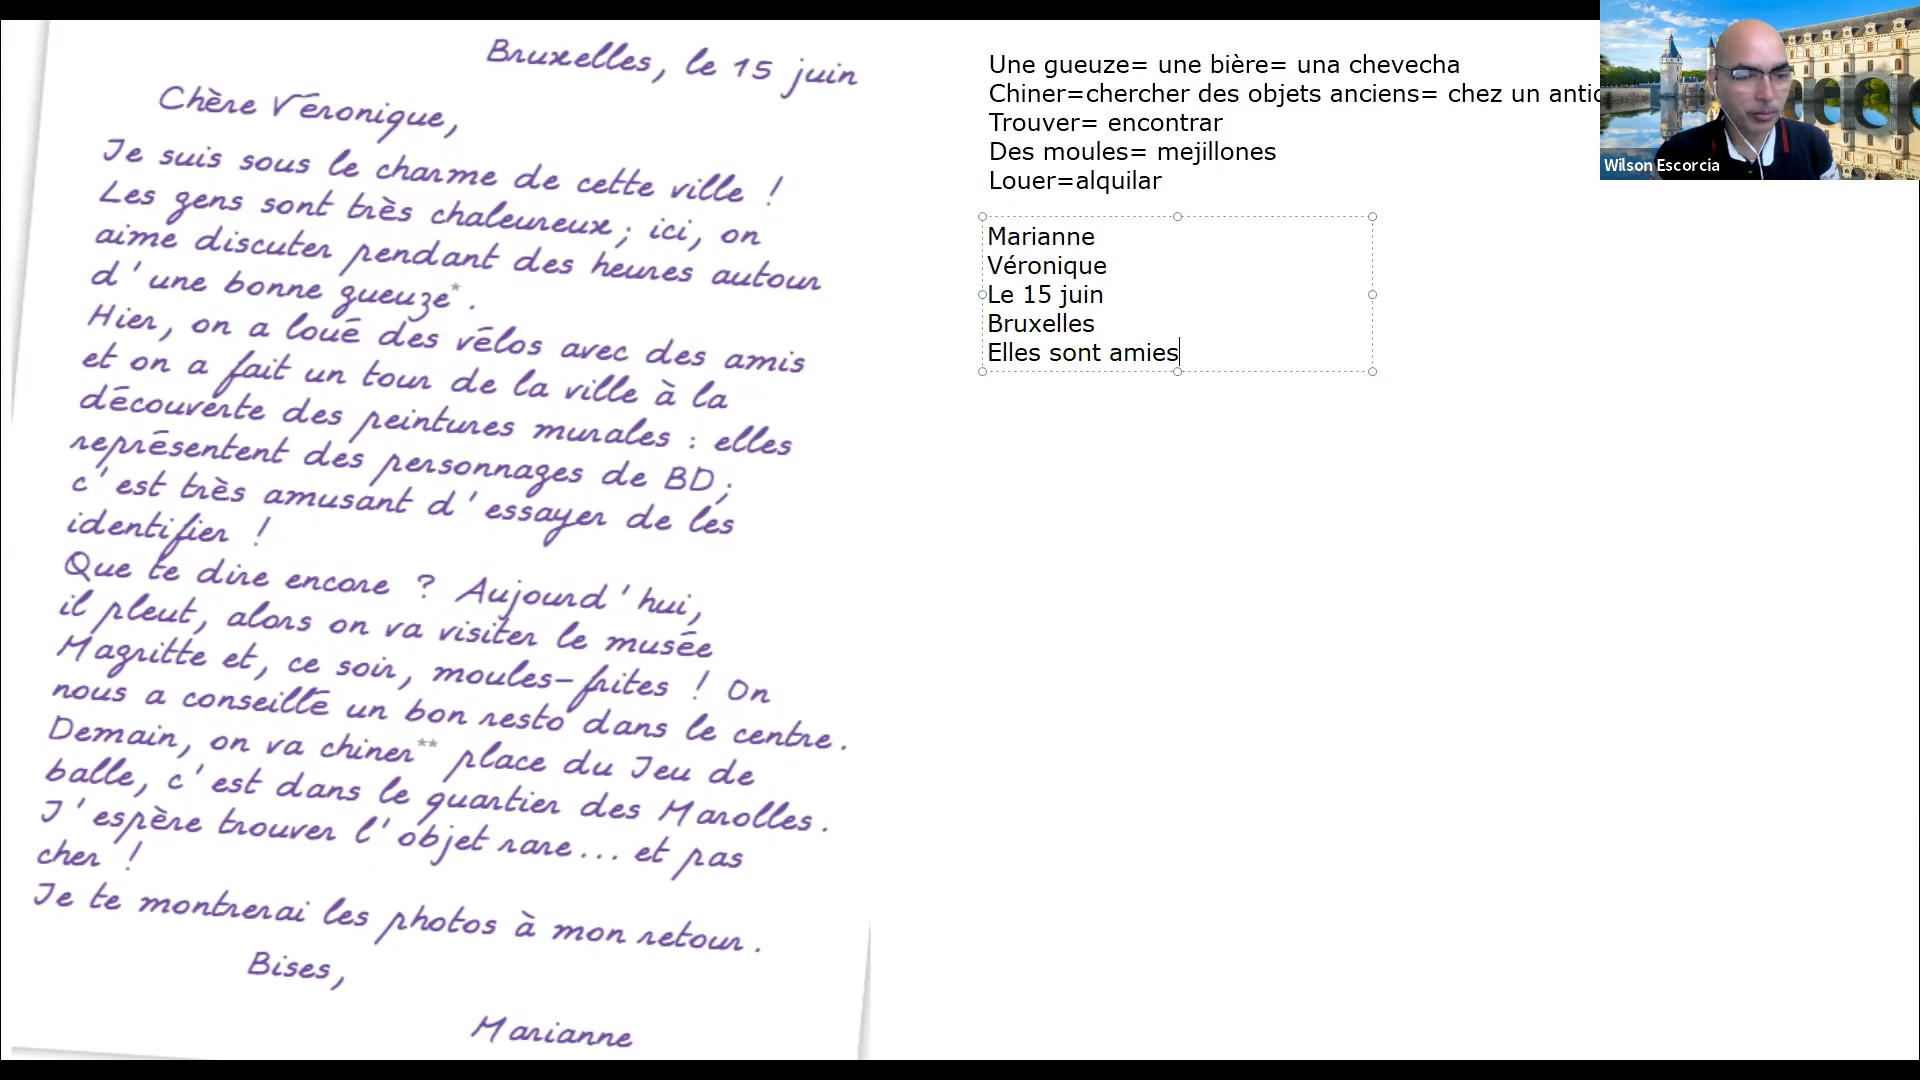 Bruxelles, le 15 juin
Chère Véronique,
Je suis sous le charme de cette ville !
Les gens sont très chaleureux ; ici, on
aime discuter pendant des heures autour
d'une bonne gueuze*.
Hier, on a loué des vélos avec des amis
et on a fait un tour de la ville à la
découverte des peintures murales : elles
représentent des personnages de BD ;
c'est très amusant d'essayer de les
identifier !
Que te dire encore ? Aujourd'hui,
il pleut, alors on va visiter le musée
Magritte et, ce soir, moules-frites ! On
nous a conseillé un bon resto dans le centre.
Demain, on va chiner** place du Jeu de
balle, c'est dans le quartier des Marolles.
J'espère trouver l'objet rare... et pas
cher !
Je te montrerai les photos à mon retour.
Bises,
Marianne
Une gueuze= une bière= una chevecha
Chiner=chercher des objets anciens= chez un
Trouver= encontrar
Des moules= mejillones
Louer=alquilar
Marianne
Véronique
Le 15 juin
Bruxelles
Elles sont amies
Wilson Escorcia